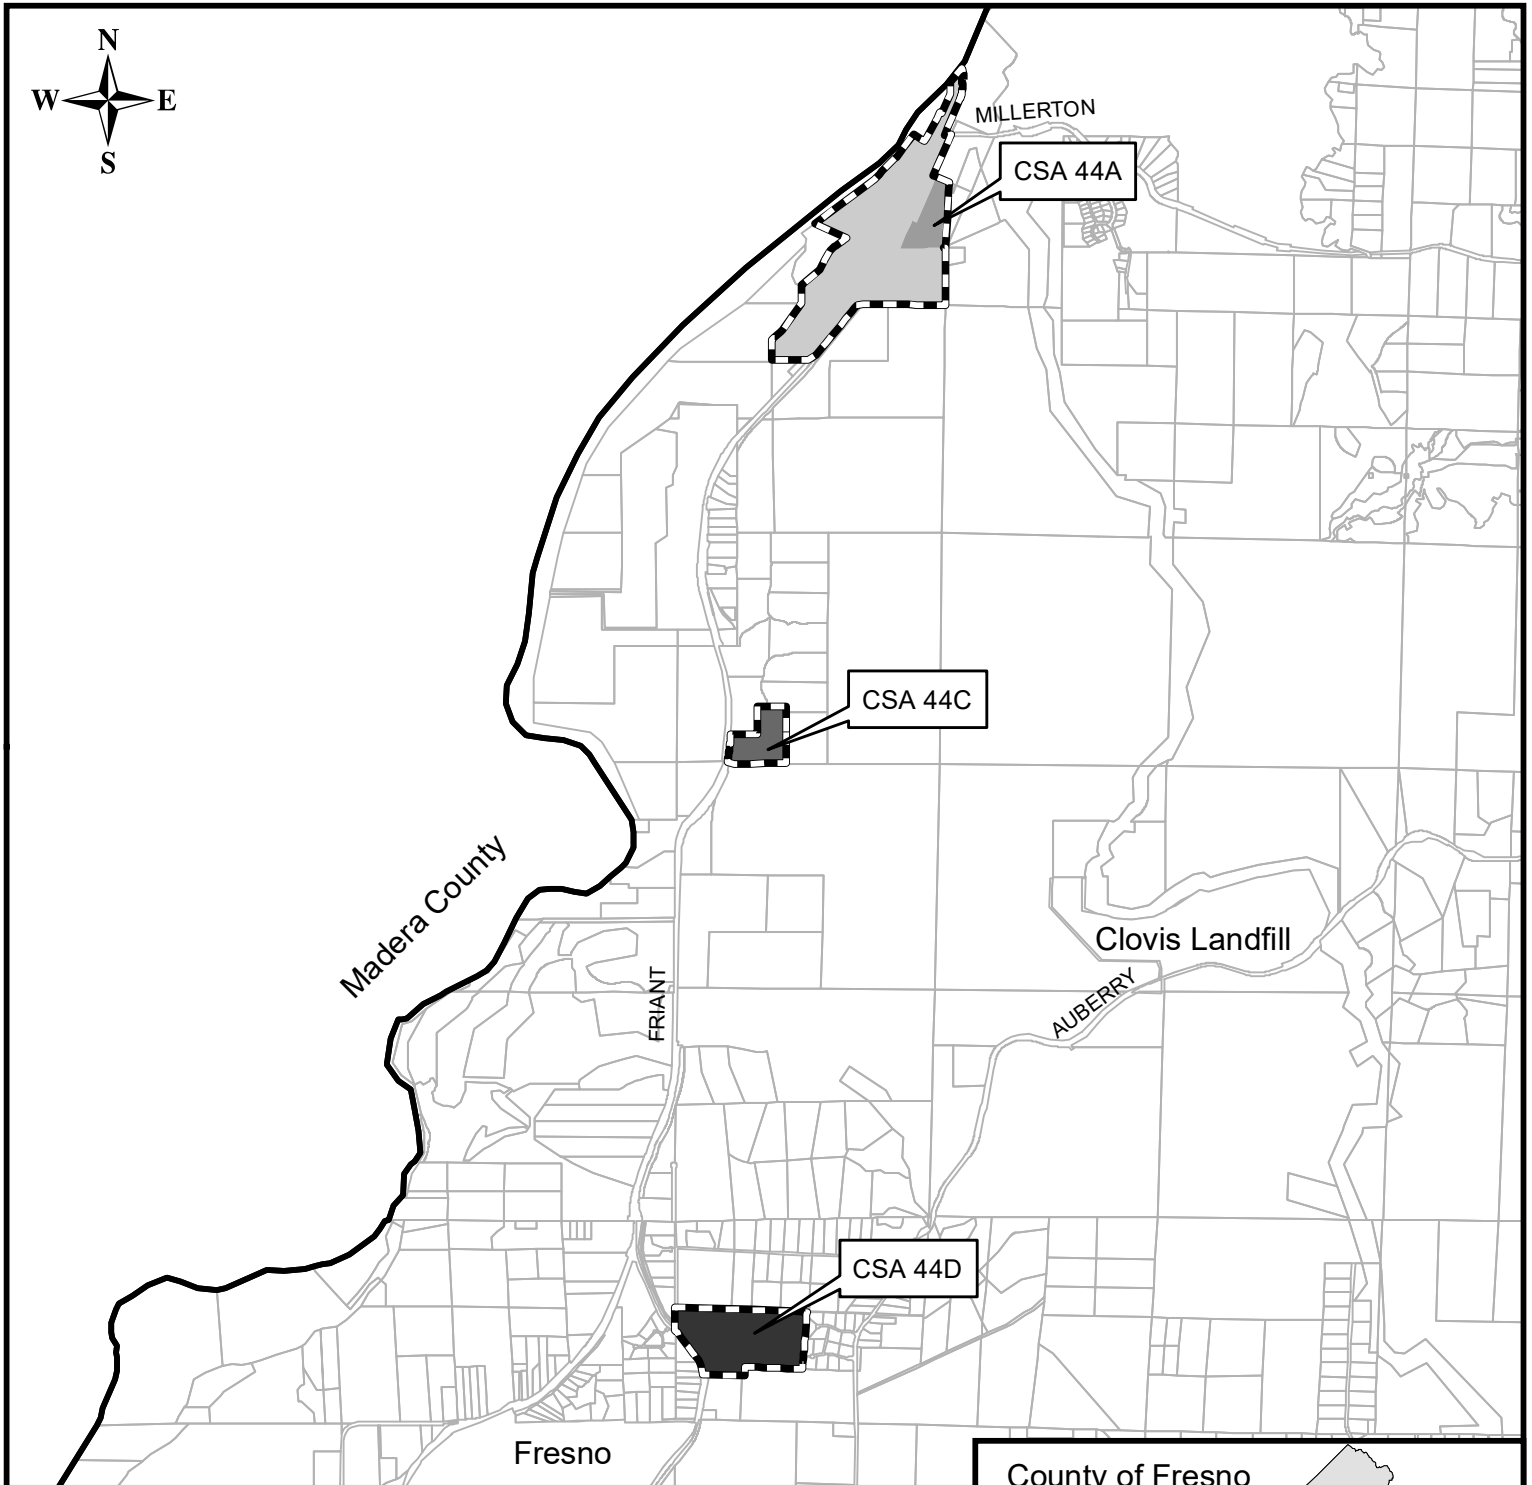 N
W E
S
MILLERTON
CSA 44A
CSA 44C
Madera County
Clovis Landfill
FRIANT
AUBERRY
CSA 44D
Fresno
County of Fresno